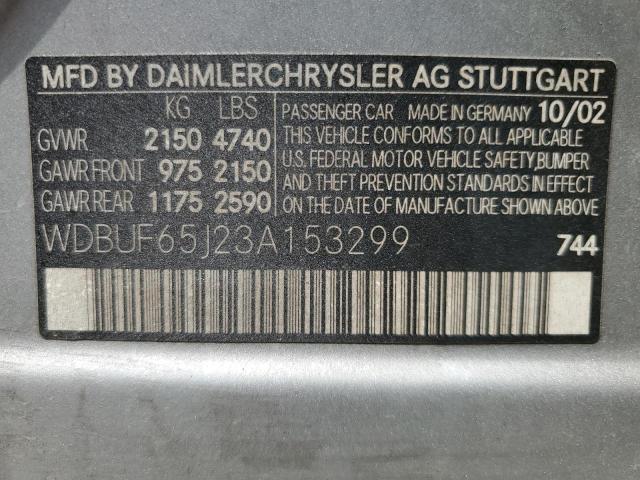 MFD BY DAIMLERCHRYSLER AG STUTTGART
KG LBS
GVWR 2150 4740
GAWR FRONT 975 2150
GAWR REAR 1175 2590
PASSENGER CAR MADE IN GERMANY 10/02
THIS VEHICLE CONFORMS TO ALL APPLICABLE
U.S. FEDERAL MOTOR VEHICLE SAFETY, BUMPER
AND THEFT PREVENTION STANDARDS IN EFFECT
ON THE DATE OF MANUFACTURE SHOWN ABOVE.
WDBUF65J23A153299 744